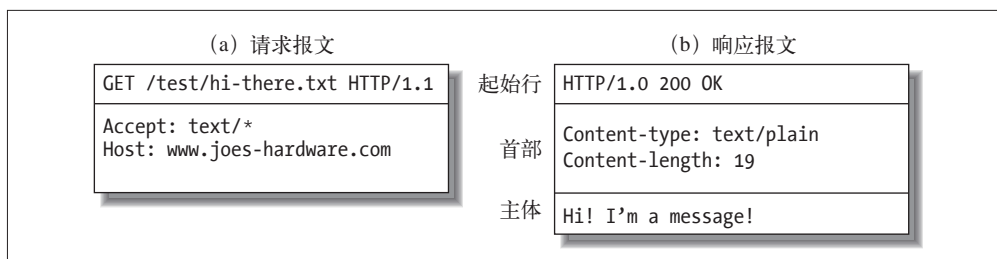 (a) 请求报文
GET /test/hi-there.txt HTTP/1.1
Accept: text/*
Host: www.joes-hardware.com
(b) 响应报文
起始行
HTTP/1.0 200 OK
首部
Content-type: text/plain
Content-length: 19
主体
Hi! I’m a message!